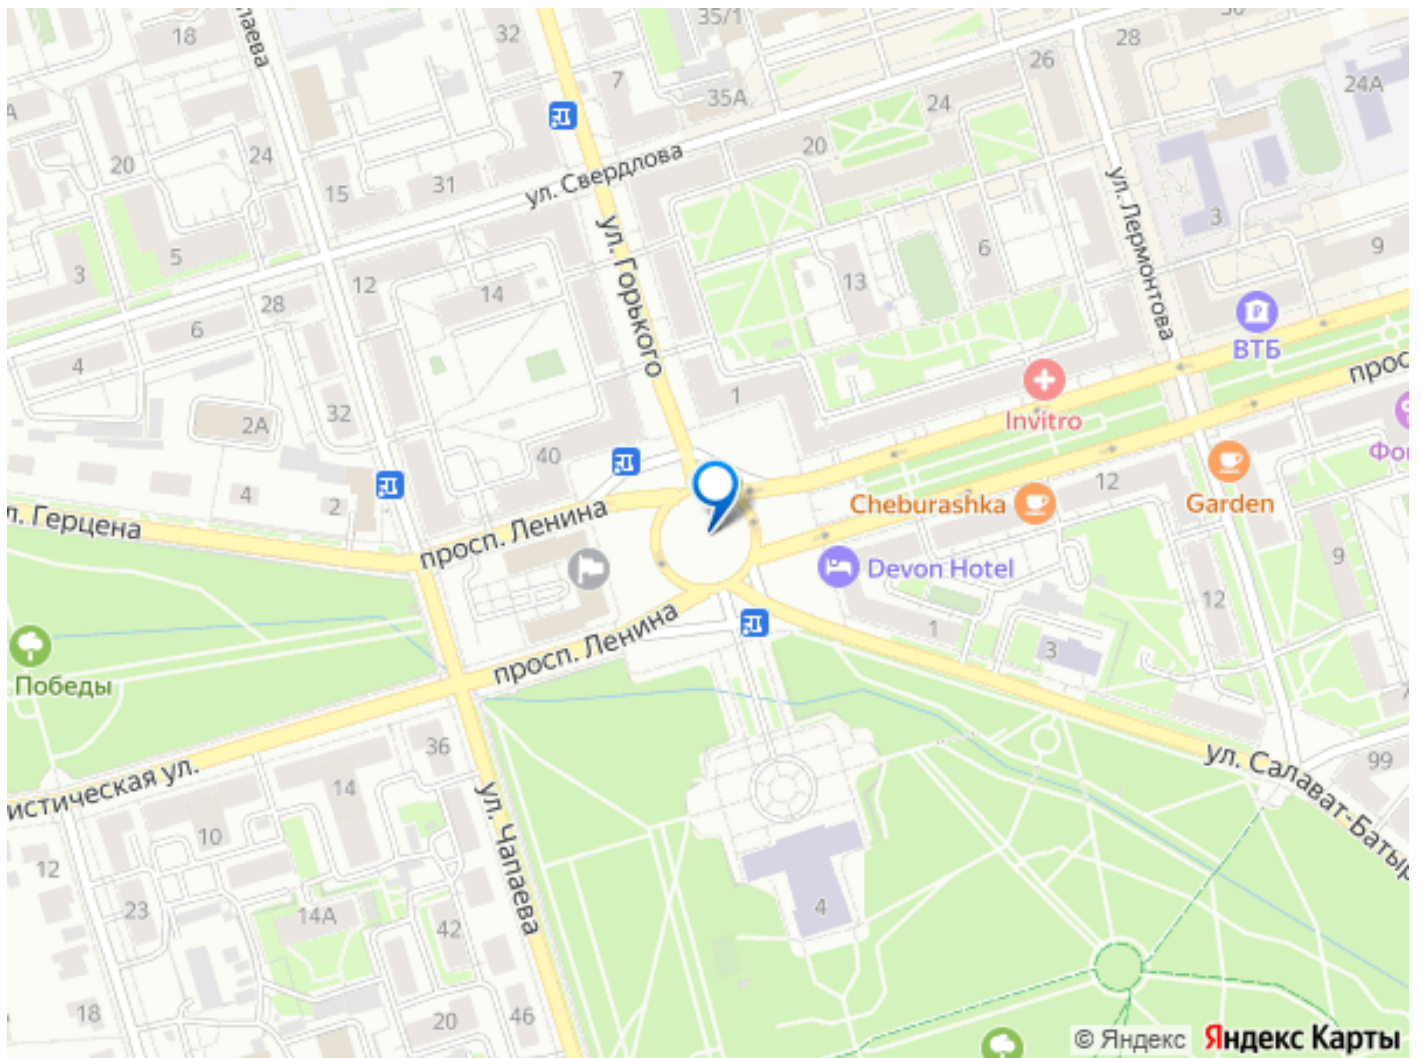 18
32
35/1
28
26
7
35А
24
24А
20
24
20
15
31
ул. Свердлова
ул. Лермонтова
3
5
3
12
14
ул. Горького
13
6
9
28
6
4
32
2А
1
ВТБ
Invitro
40
4
2
12
Cheburashka
Garden
просп. Ленина
Devon Hotel
9
12
1
3
просп. Ленина
Победы
36
14
10
ул. Чапаева
ул. Салават-Батыр
99
12
23
14А
42
4
18
20
46
© Яндекс Яндекс Карты